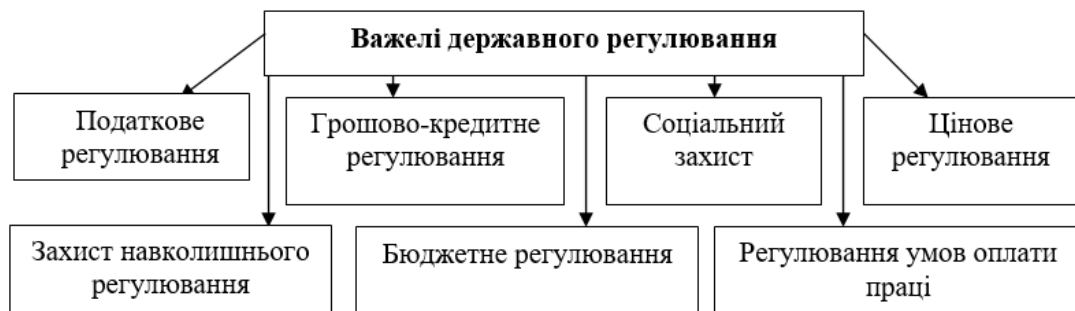 Важелі державного регулювання
Податкове
регулювання
Грошово-кредитне
регулювання
Соціальний
захист
Цінове
регулювання
Захист навколишнього
регулювання
Бюджетне регулювання
Регулювання умов оплати
праці